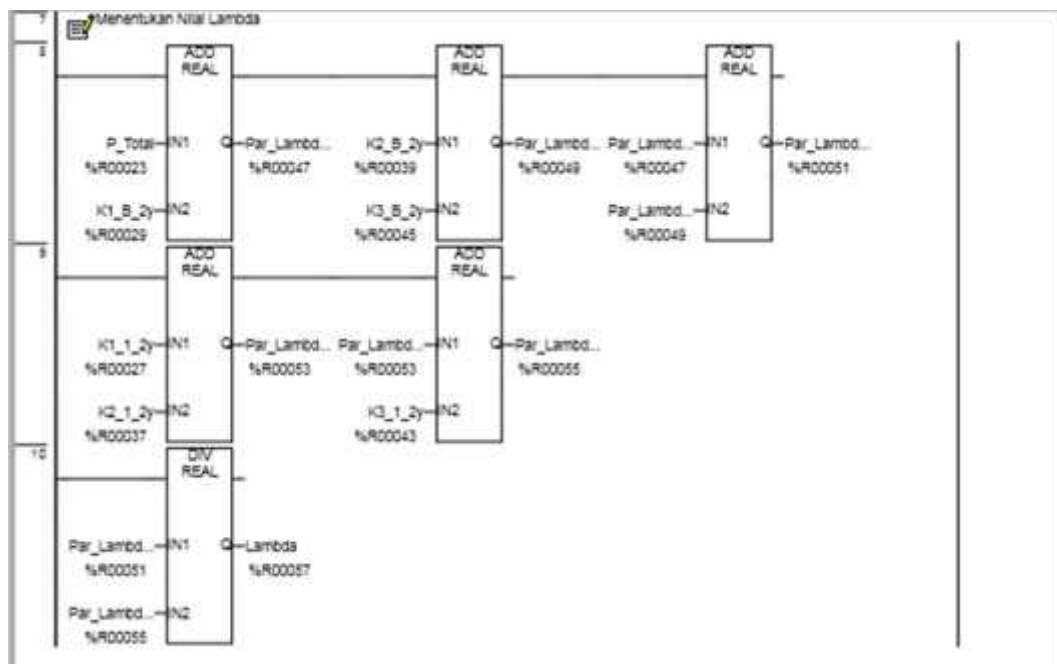 7
*Menentukan Nilai Lambda
8
ADD REAL
IN1 Q
IN2
P_Total
%R00023
K1_B_2y
%R00029
Par_Lambd...
%R00047
ADD REAL
IN1 Q
IN2
K2_B_2y
%R00039
K3_B_2y
%R00045
Par_Lambd...
%R00049
ADD REAL
IN1 Q
IN2
Par_Lambd...
%R00047
Par_Lambd...
%R00049
Par_Lambd...
%R00051
9
ADD REAL
IN1 Q
IN2
K1_1_2y
%R00027
K2_1_2y
%R00037
Par_Lambd...
%R00053
ADD REAL
IN1 Q
IN2
Par_Lambd...
%R00053
K3_1_2y
%R00043
Par_Lambd...
%R00055
10
DIV REAL
IN1 Q
IN2
Par_Lambd...
%R00051
Par_Lambd...
%R00055
Lambda
%R00057